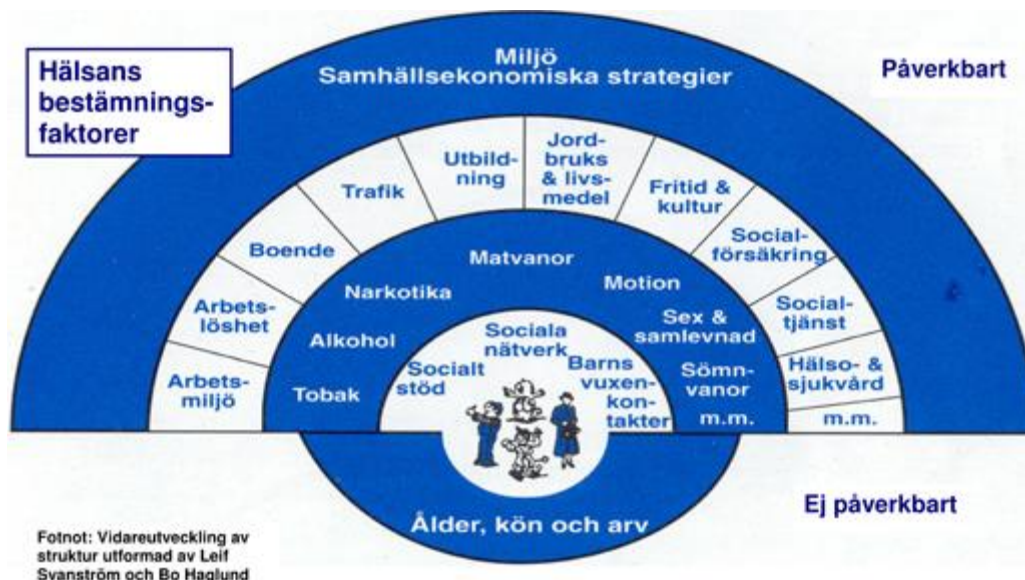 Hälsans
bestämnings-
faktorer
Miljö
Samhällsekonomiska strategier
Påverkbart
Arbets-
miljö
Arbets-
löshet
Boende
Trafik
Utbild-
ning
Jord-
bruks
& livs-
medel
Fritid &
kultur
Social-
försäkring
Social-
tjänst
Hälso- &
sjukvård
m.m.
Tobak
Alkohol
Narkotika
Matvanor
Motion
Sex &
samlevnad
Sömn-
vanor
m.m.
Socialt
stöd
Sociala
nätverk
Barns
vuxen-
kon-
takter
Ålder, kön och arv
Ej påverkbart
Fotnot: Vidareutveckling av
struktur utformad av Leif
Svanström och Bo Haglund